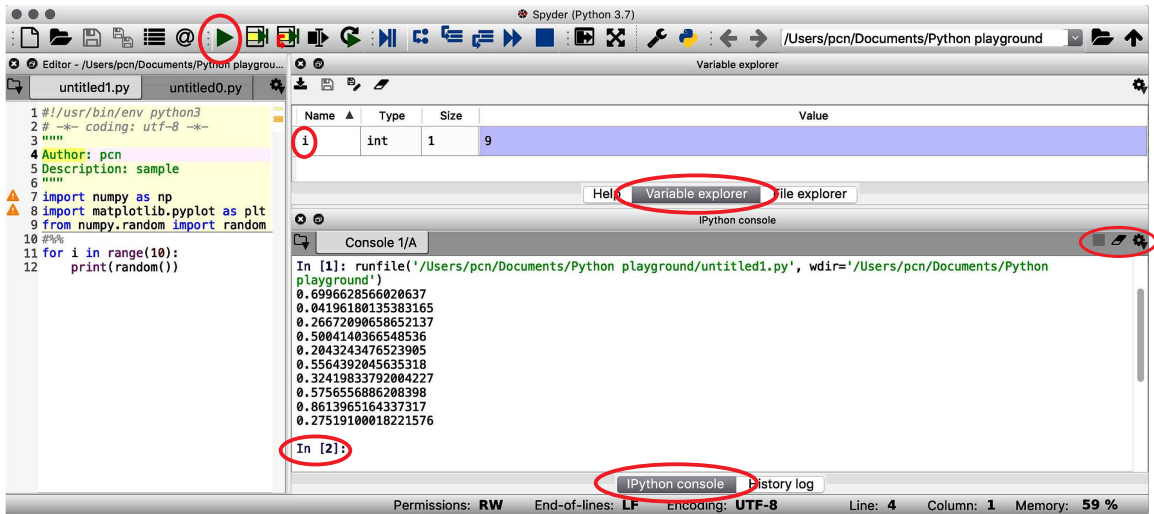 Spyder (Python 3.7)
@
/Users/pcn/Documents/Python playground
Editor - /Users/pcn/Documents/Python playgrou...
untitled1.py untitled0.py
1 #!/usr/bin/env python3
2 # -*- coding: utf-8 -*-
3 """
4 Author: pcn
5 Description: sample
6 """
7 import numpy as np
8 import matplotlib.pyplot as plt
9 from numpy.random import random
10 #%%
11 for i in range(10):
12     print(random())
Variable explorer
Name Type Size Value
i int 1 9
Help Variable explorer File explorer
IPython console
Console 1/A
In [1]: runfile('/Users/pcn/Documents/Python playground/untitled1.py', wdir='/Users/pcn/Documents/Python
playground')
0.6996628566020637
0.04196180135383165
0.26672090658652137
0.5004140366548536
0.2043243476523905
0.5564392045635318
0.32419833792004227
0.5756556886208398
0.8613965164337317
0.27519100018221576
In [2]:
IPython console History log
Permissions: RW End-of-lines: LF Encoding: UTF-8 Line: 4 Column: 1 Memory: 59 %